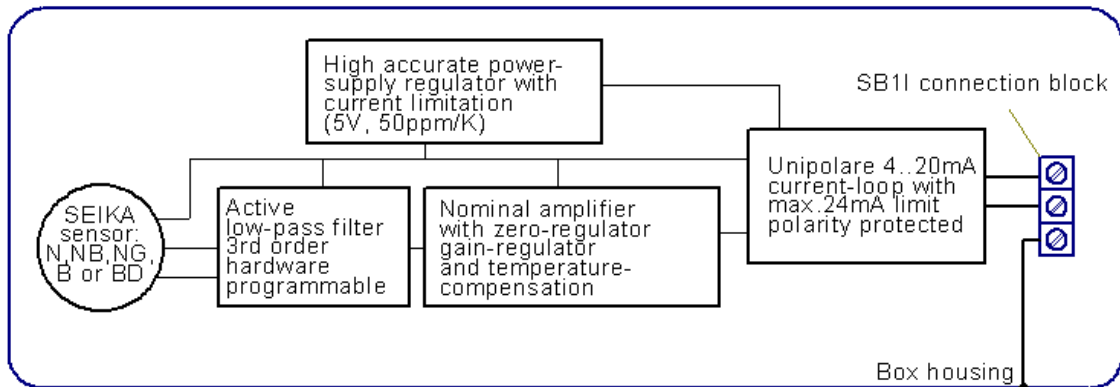 High accurate power-
supply regulator with
current limitation
(5V, 50ppm/K)
SB1I connection block
SEIKA
sensor:
N,NB,NG,
B or BD
Active
low-pass filter
3rd order
hardware
programmable
Nominal amplifier
with zero-regulator
gain-regulator
and temperature-
compensation
Unipolare 4..20mA
current-loop with
max.24mA limit
polarity protected
Box housing